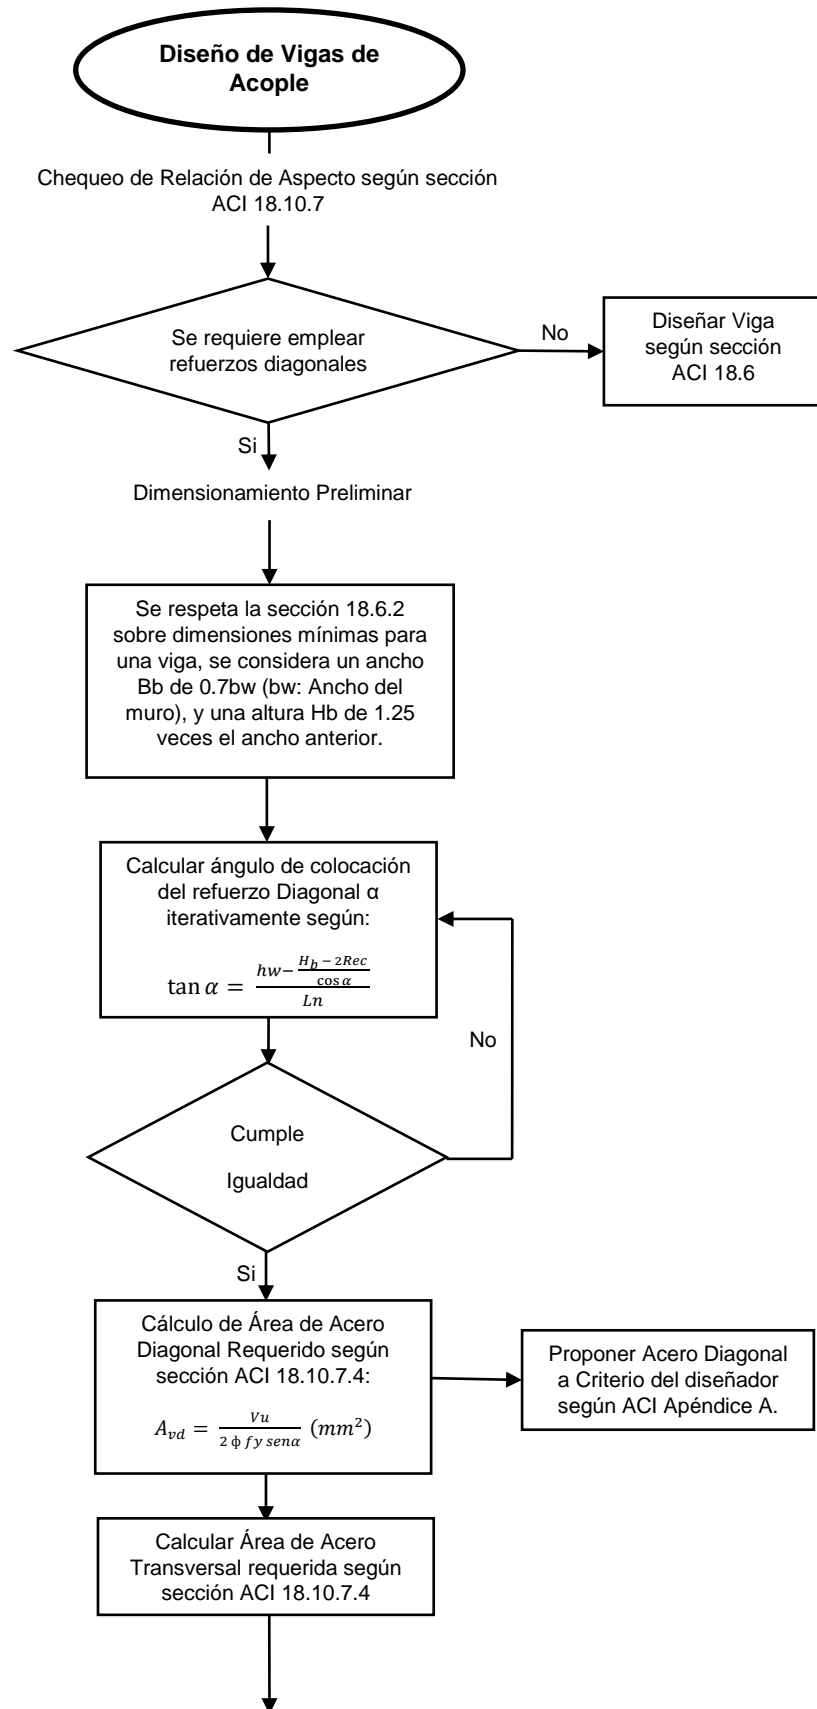 Diseño de Vigas de
Acople
Chequeo de Relación de Aspecto según sección
ACI 18.10.7
Se requiere emplear
refuerzos diagonales
No
Diseñar Viga
según sección
ACI 18.6
Si
Dimensionamiento Preliminar
Se respeta la sección 18.6.2
sobre dimensiones mínimas para
una viga, se considera un ancho
Bb de 0.7bw (bw: Ancho del
muro), y una altura Hb de 1.25
veces el ancho anterior.
Calcular ángulo de colocación
del refuerzo Diagonal α
iterativamente según:
tan α = (hw − (H_b − 2Rec)/(cos α))/(Ln)
No
Cumple
Igualdad
Si
Cálculo de Área de Acero
Diagonal Requerido según
sección ACI 18.10.7.4:
A_{vd} = Vu/(2 ф fy senα) (mm²)
Proponer Acero Diagonal
a Criterio del diseñador
según ACI Apéndice A.
Calcular Área de Acero
Transversal requerida según
sección ACI 18.10.7.4